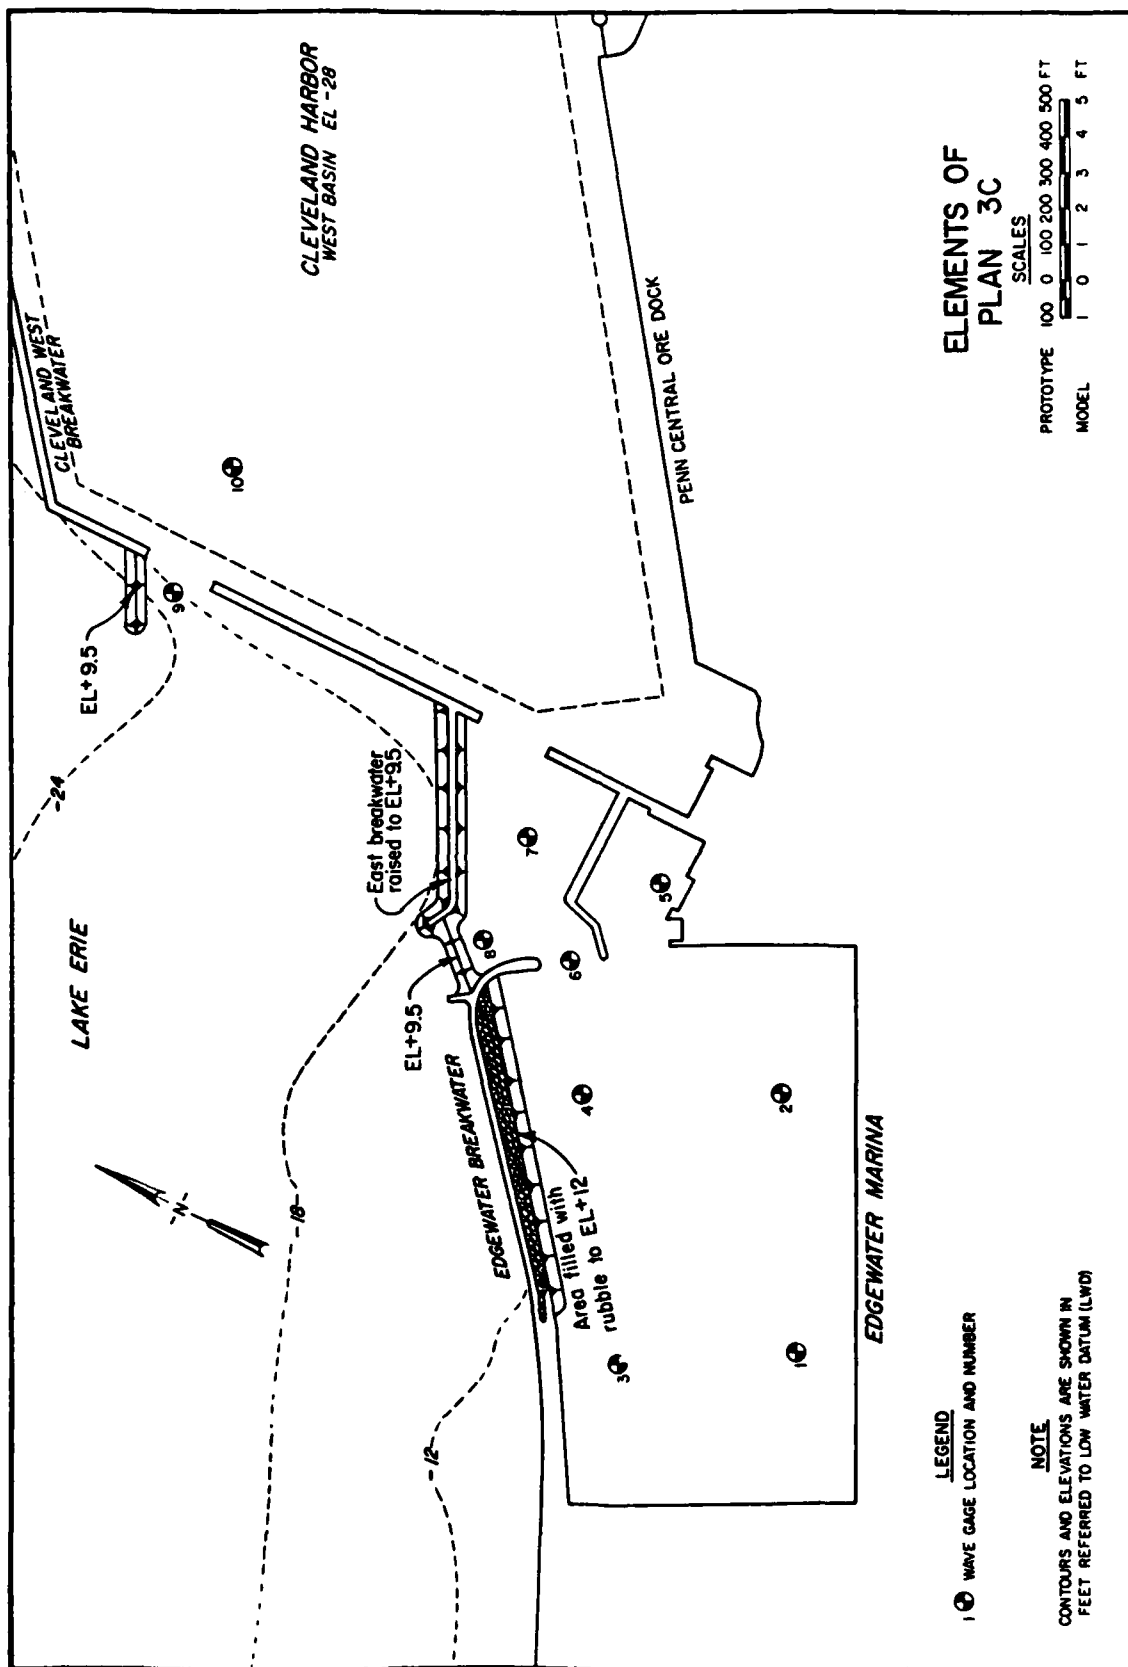 LAKE ERIE
CLEVELAND HARBOR
WEST BASIN EL -28
CLEVELAND WEST
BREAKWATER
EL+9.5
-24
East breakwater
raised to EL+9.5
EL+9.5
EDGEWATER BREAKWATER
-N-
-18-
-12-
Area filled with
rubble to EL+12
PENN CENTRAL ORE DOCK
EDGEWATER MARINA
1
2
3
4
5
6
7
8
9
10
LEGEND
1 WAVE GAGE LOCATION AND NUMBER
NOTE
CONTOURS AND ELEVATIONS ARE SHOWN IN
FEET REFERRED TO LOW WATER DATUM (LWD)
ELEMENTS OF
PLAN 3C
SCALES
PROTOTYPE 100 0 100 200 300 400 500 FT
MODEL 1 0 1 2 3 4 5 FT